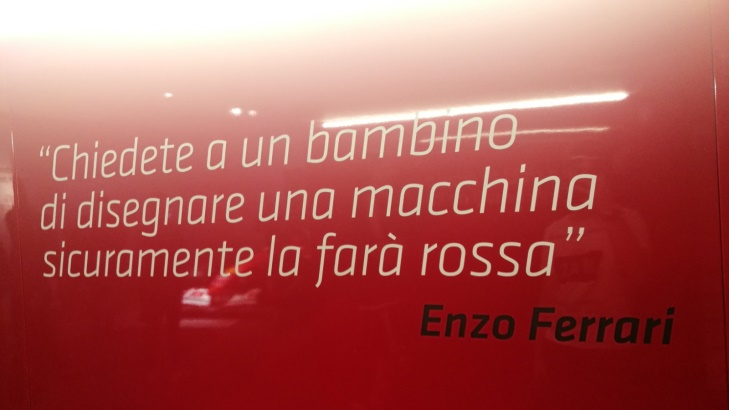 “Chiedete a un bambino
di disegnare una macchina
sicuramente la farà rossa”
Enzo Ferrari